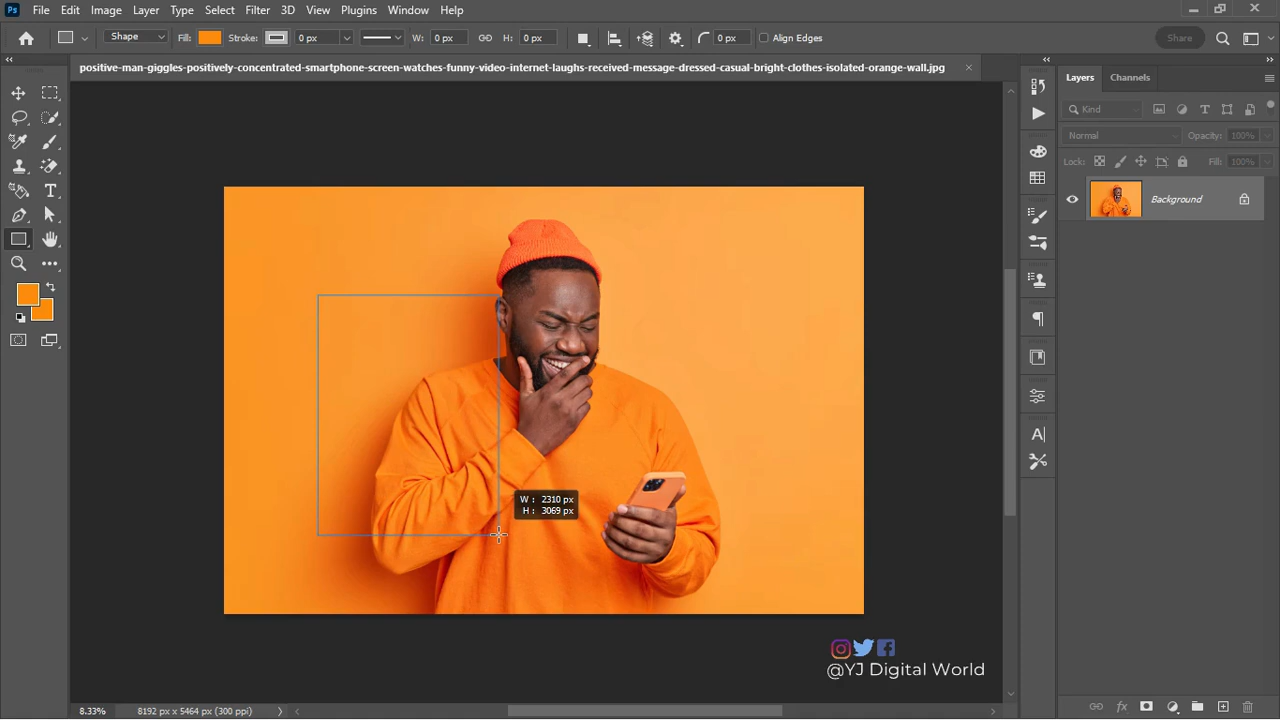 Ps File Edit Image Layer Type Select Filter 3D View Plugins Window Help
Shape Fill: Stroke: 0 px W: 0 px H: 0 px 0 px Align Edges Share
positive-man-giggles-positively-concentrated-smartphone-screen-watches-funny-video-internet-laughs-received-message-dressed-casual-bright-clothes-isolated-orange-wall.jpg
Layers Channels
Kind
Normal Opacity: 100%
Lock: Fill: 100%
Background
W: 2310 px
H: 3069 px
@YJ Digital World
8.33% 8192 px x 5464 px (300 ppi)